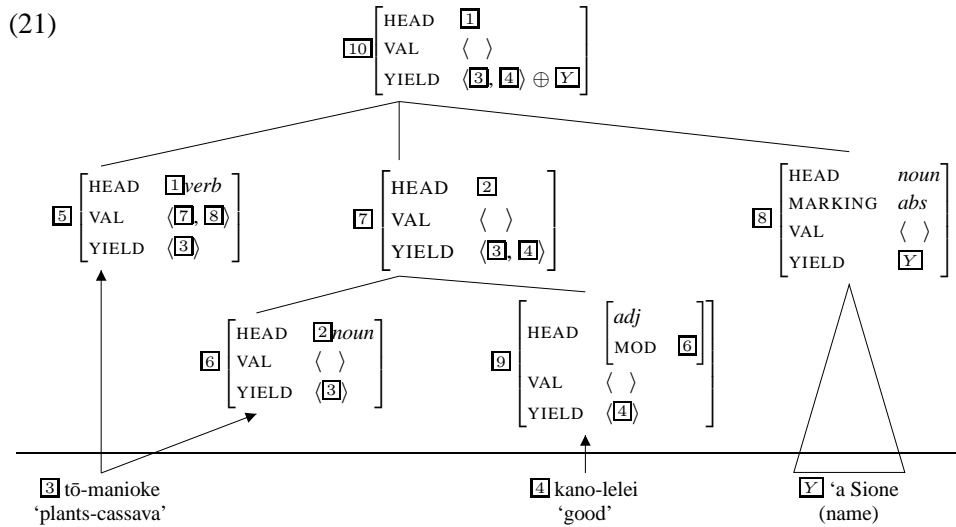 (21)
10 HEAD 1
VAL ⟨ ⟩
YIELD ⟨3, 4⟩ ⊕ Y
5 HEAD 1verb
VAL ⟨7, 8⟩
YIELD ⟨3⟩
7 HEAD 2
VAL ⟨ ⟩
YIELD ⟨3, 4⟩
8 HEAD noun
MARKING abs
VAL ⟨ ⟩
YIELD Y
6 HEAD 2noun
VAL ⟨ ⟩
YIELD ⟨3⟩
9 HEAD adj
MOD 6
VAL ⟨ ⟩
YIELD ⟨4⟩
3 tō-manioke
‘plants-cassava’
4 kano-lelei
‘good’
Y ‘a Sione
(name)